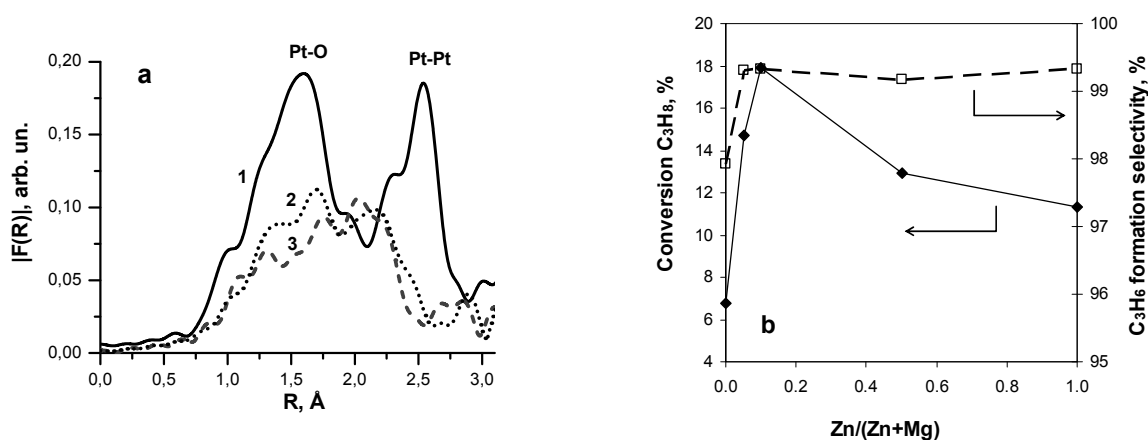 a
Pt-O
Pt-Pt
1
2
3
0,20
0,15
0,10
0,05
0,00
|F(R)|, arb. un.
0,0 0,5 1,0 1,5 2,0 2,5 3,0
R, Å
b
20
18
16
14
12
10
8
6
4
Conversion C₃H₈, %
100
99
98
97
96
95
C₃H₆ formation selectivity, %
0.0 0.2 0.4 0.6 0.8 1.0
Zn/(Zn+Mg)